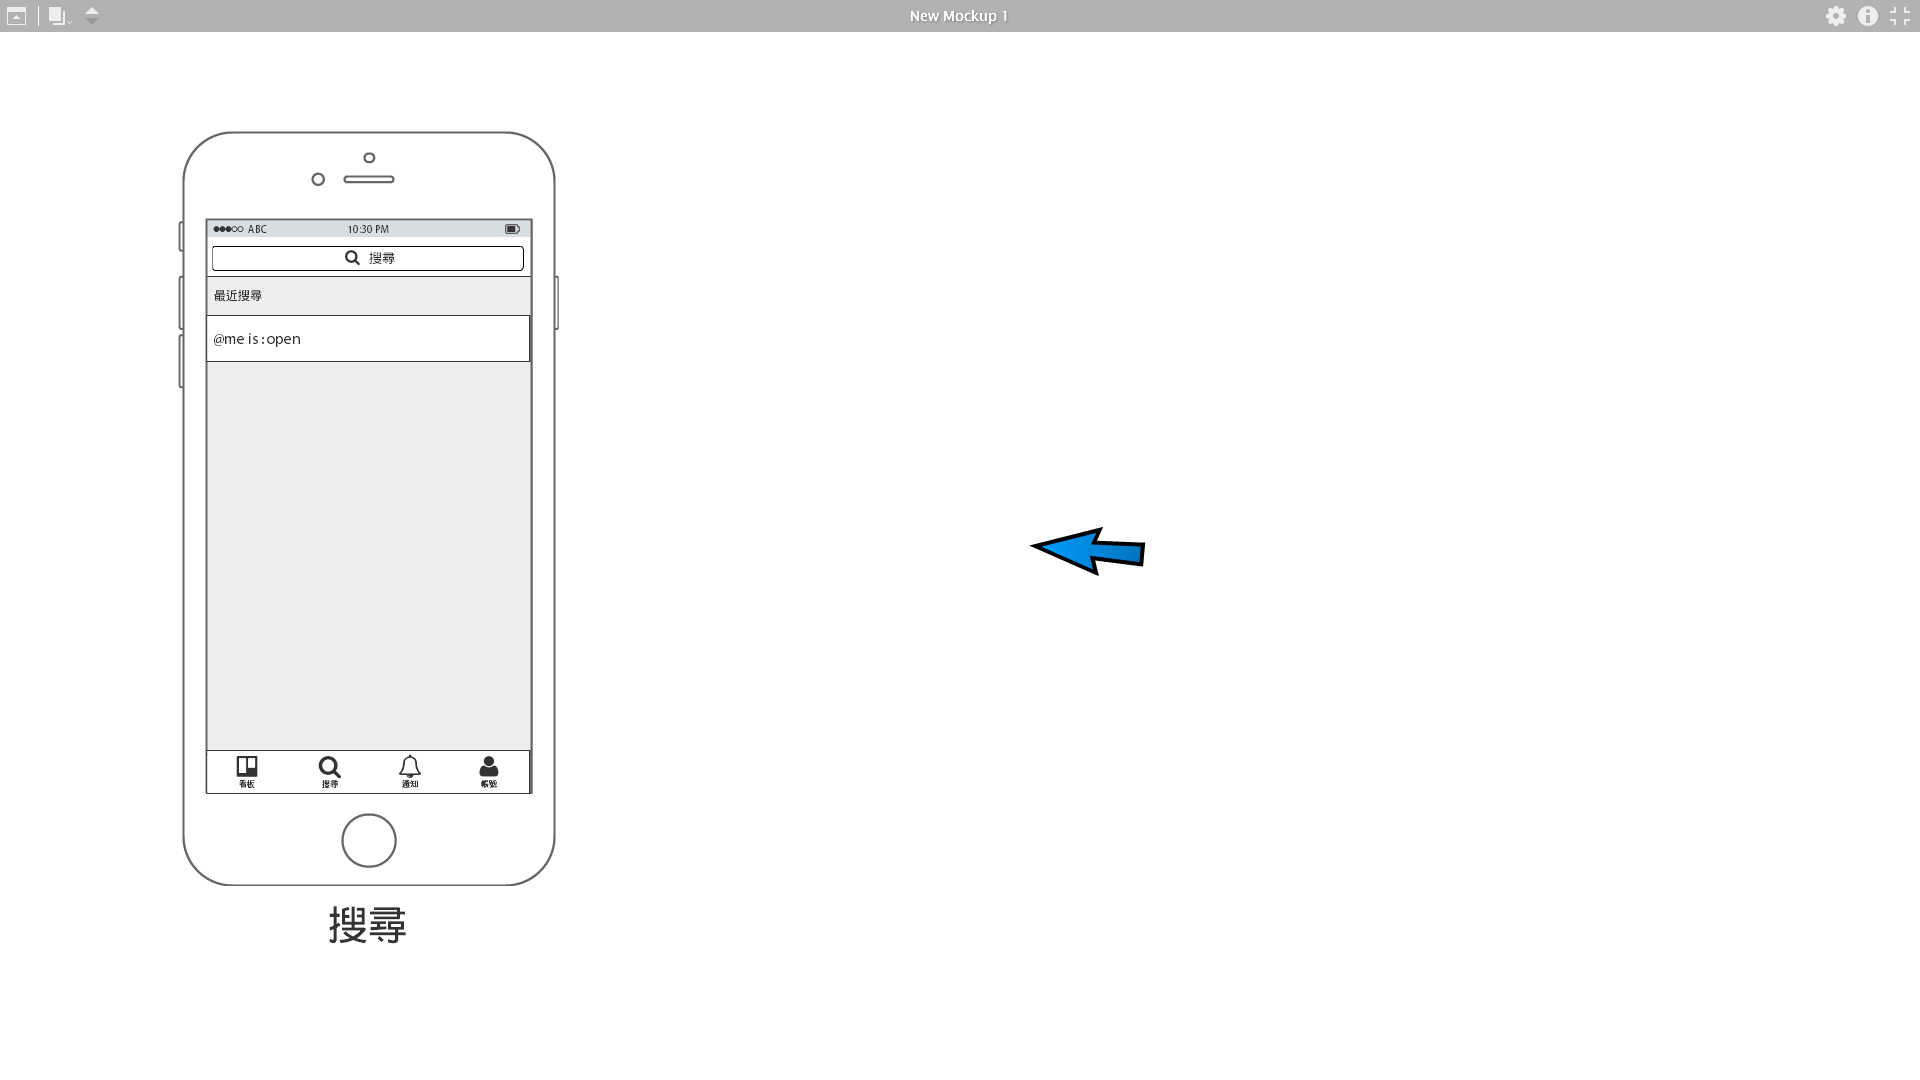 New Mockup 1
ABC 10:30 PM
搜尋
最近搜尋
@me is:open
看板 搜尋 通知 帳號
搜尋